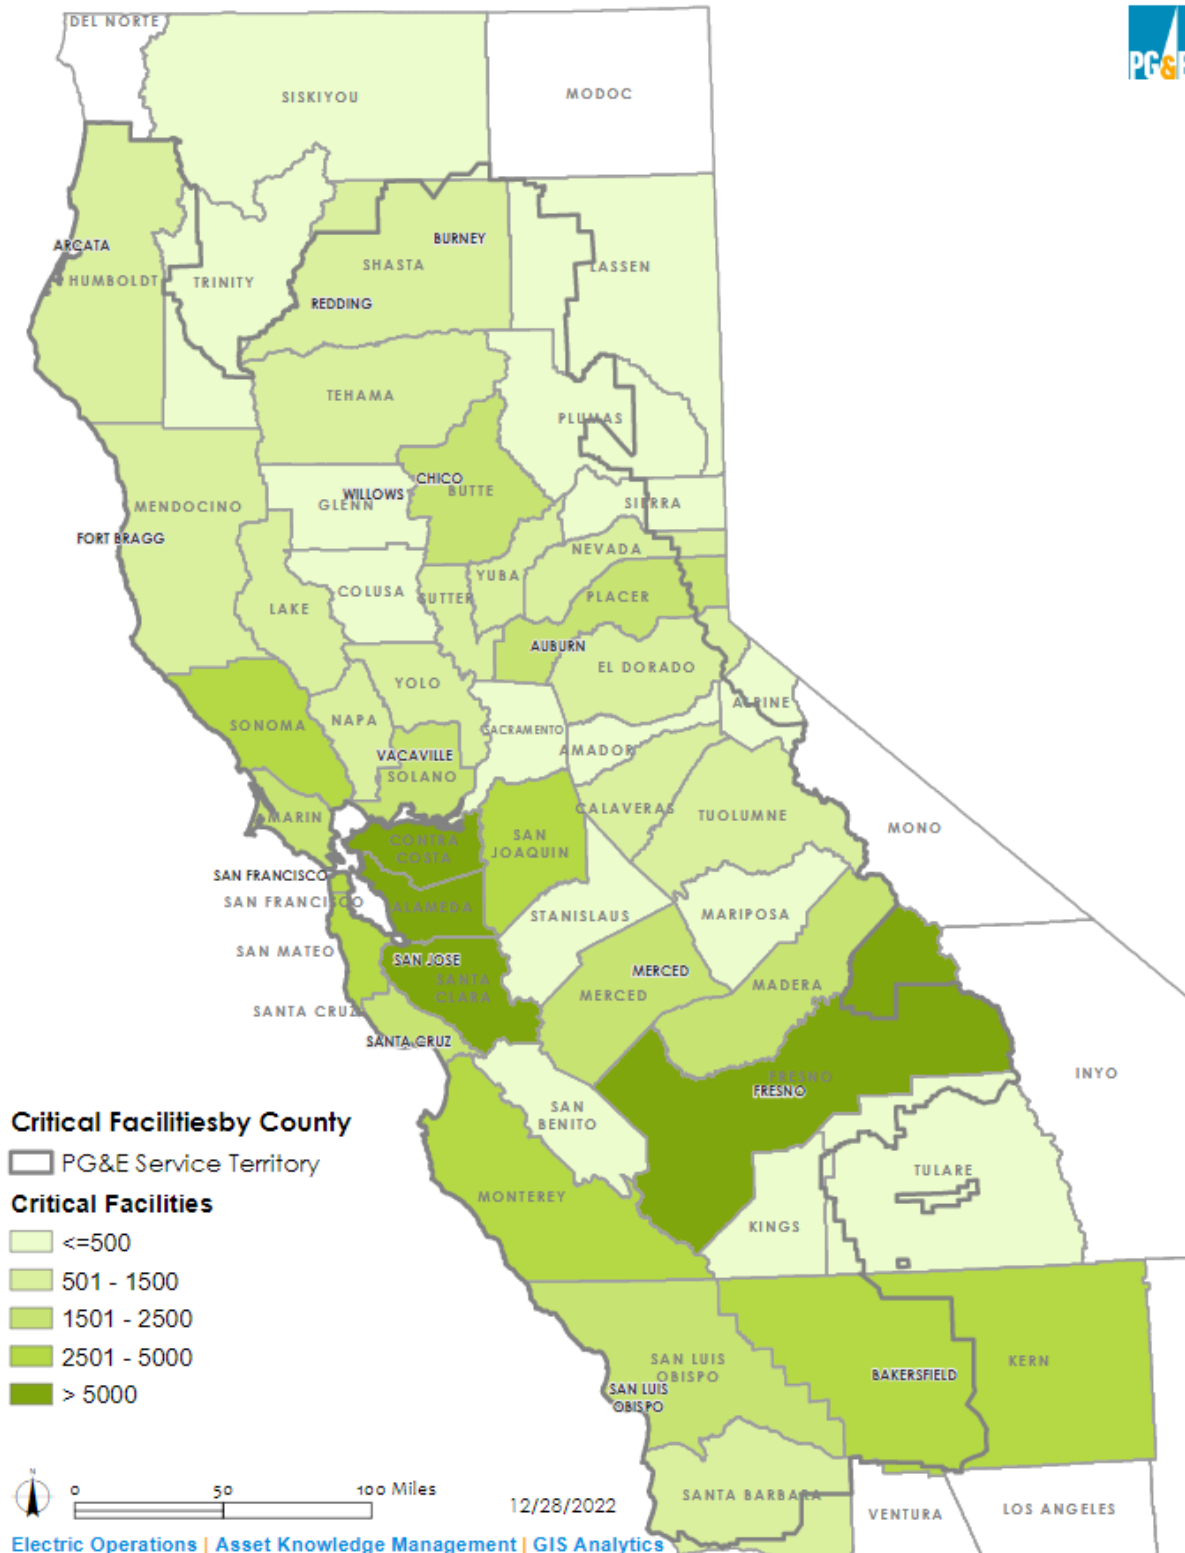 DEL NORTE
PG&E
SISKIYOU
MODOC
ARCATA
BURNEY
HUMBOLDT
TRINITY
SHASTA
LASSEN
REDDING
TEHAMA
PLUMAS
CHICO
WILLOWS
BUTTE
MENDOCINO
GLENN
SIERRA
FORT BRAGG
NEVADA
YUBA
COLUSA
SUTTER
PLACER
LAKE
AUBURN
EL DORADO
YOLO
ALPINE
NAPA
SONOMA
SACRAMENTO
AMADOR
VACAVILLE
SOLANO
CALAVERAS
TUOLUMNE
MARIN
MONO
CONTRA
COSTA
SAN
JOAQUIN
SAN FRANCISCO
SAN FRANCISCO
ALAMEDA
STANISLAUS
MARIPOSA
SAN MATEO
SAN JOSE
SANTA
CLARA
MERCED
MERCED
MADERA
SANTA CRUZ
SANTA CRUZ
FRESNO
FRESNO
INYO
SAN
BENITO
Critical Facilitiesby County
PG&E Service Territory
TULARE
MONTEREY
Critical Facilities
KINGS
<=500
501 - 1500
1501 - 2500
2501 - 5000
> 5000
SAN LUIS
OBISPO
KERN
BAKERSFIELD
SAN LUIS
OBISPO
N
0 50 100 Miles
12/28/2022
SANTA BARBARA
VENTURA
LOS ANGELES
Electric Operations | Asset Knowledge Management | GIS Analytics